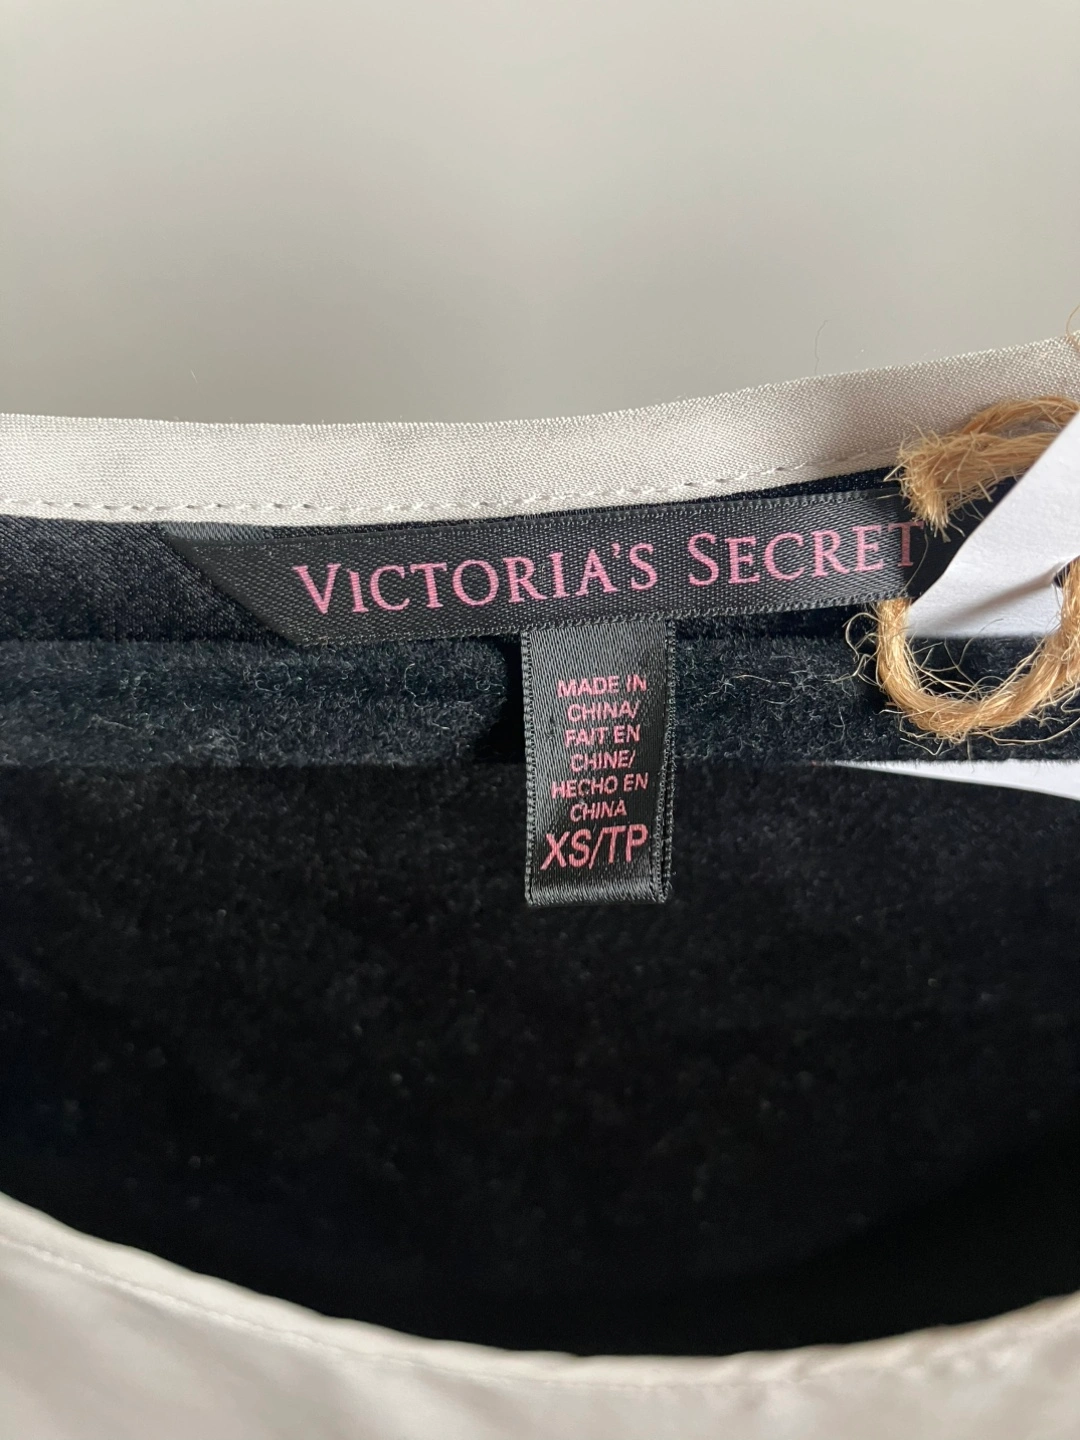 VICTORIA'S SECRET
MADE IN
CHINA/
FAIT EN
CHINE/
HECHO EN
CHINA
XS/TP